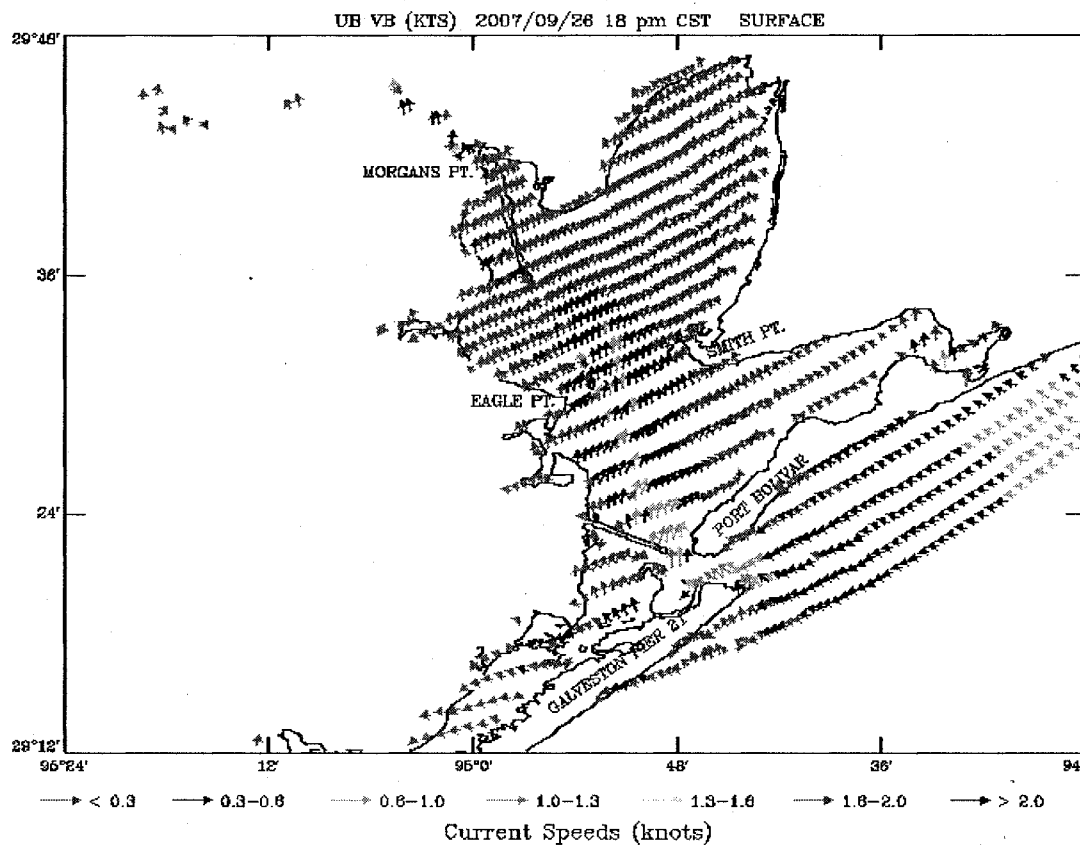 UB VB (KTS) 2007/09/26 18 pm CST SURFACE
29°48'
MORGANS PT.
36'
SMITH PT.
EAGLE PT.
PORT BOLIVAR
24'
GALVESTON PIER 21
29°12'
95°24' 12' 95°0' 48' 36' 94
< 0.3 0.3-0.6 0.6-1.0 1.0-1.3 1.3-1.6 1.6-2.0 > 2.0
Current Speeds (knots)